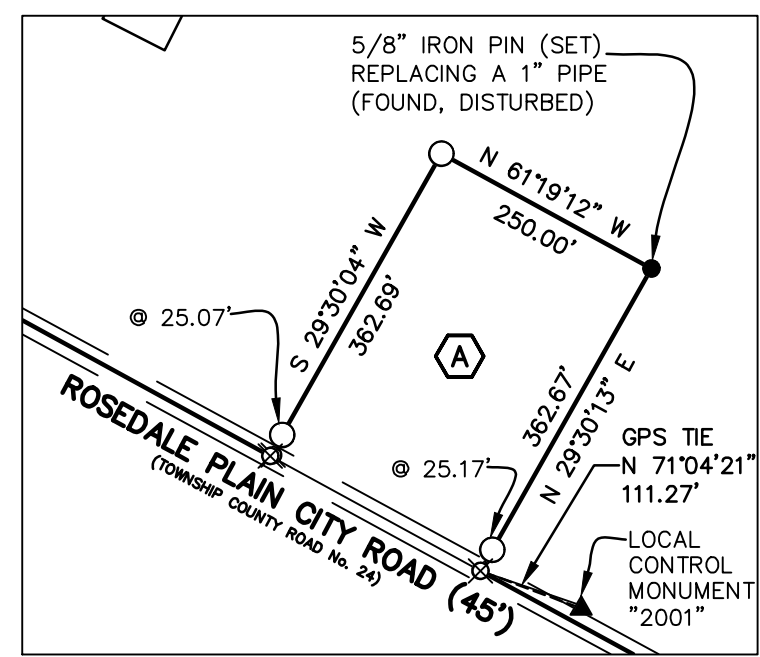 5/8" IRON PIN (SET)
REPLACING A 1" PIPE
(FOUND, DISTURBED)
N 61°19'12" W
250.00'
S 29°30'04" W
362.69'
@ 25.07'
A
362.67'
N 29°30'13" E
@ 25.17'
GPS TIE
N 71°04'21"
111.27'
ROSEDALE PLAIN CITY ROAD (45')
(TOWNSHIP COUNTY ROAD No. 24)
LOCAL
CONTROL
MONUMENT
"2001"